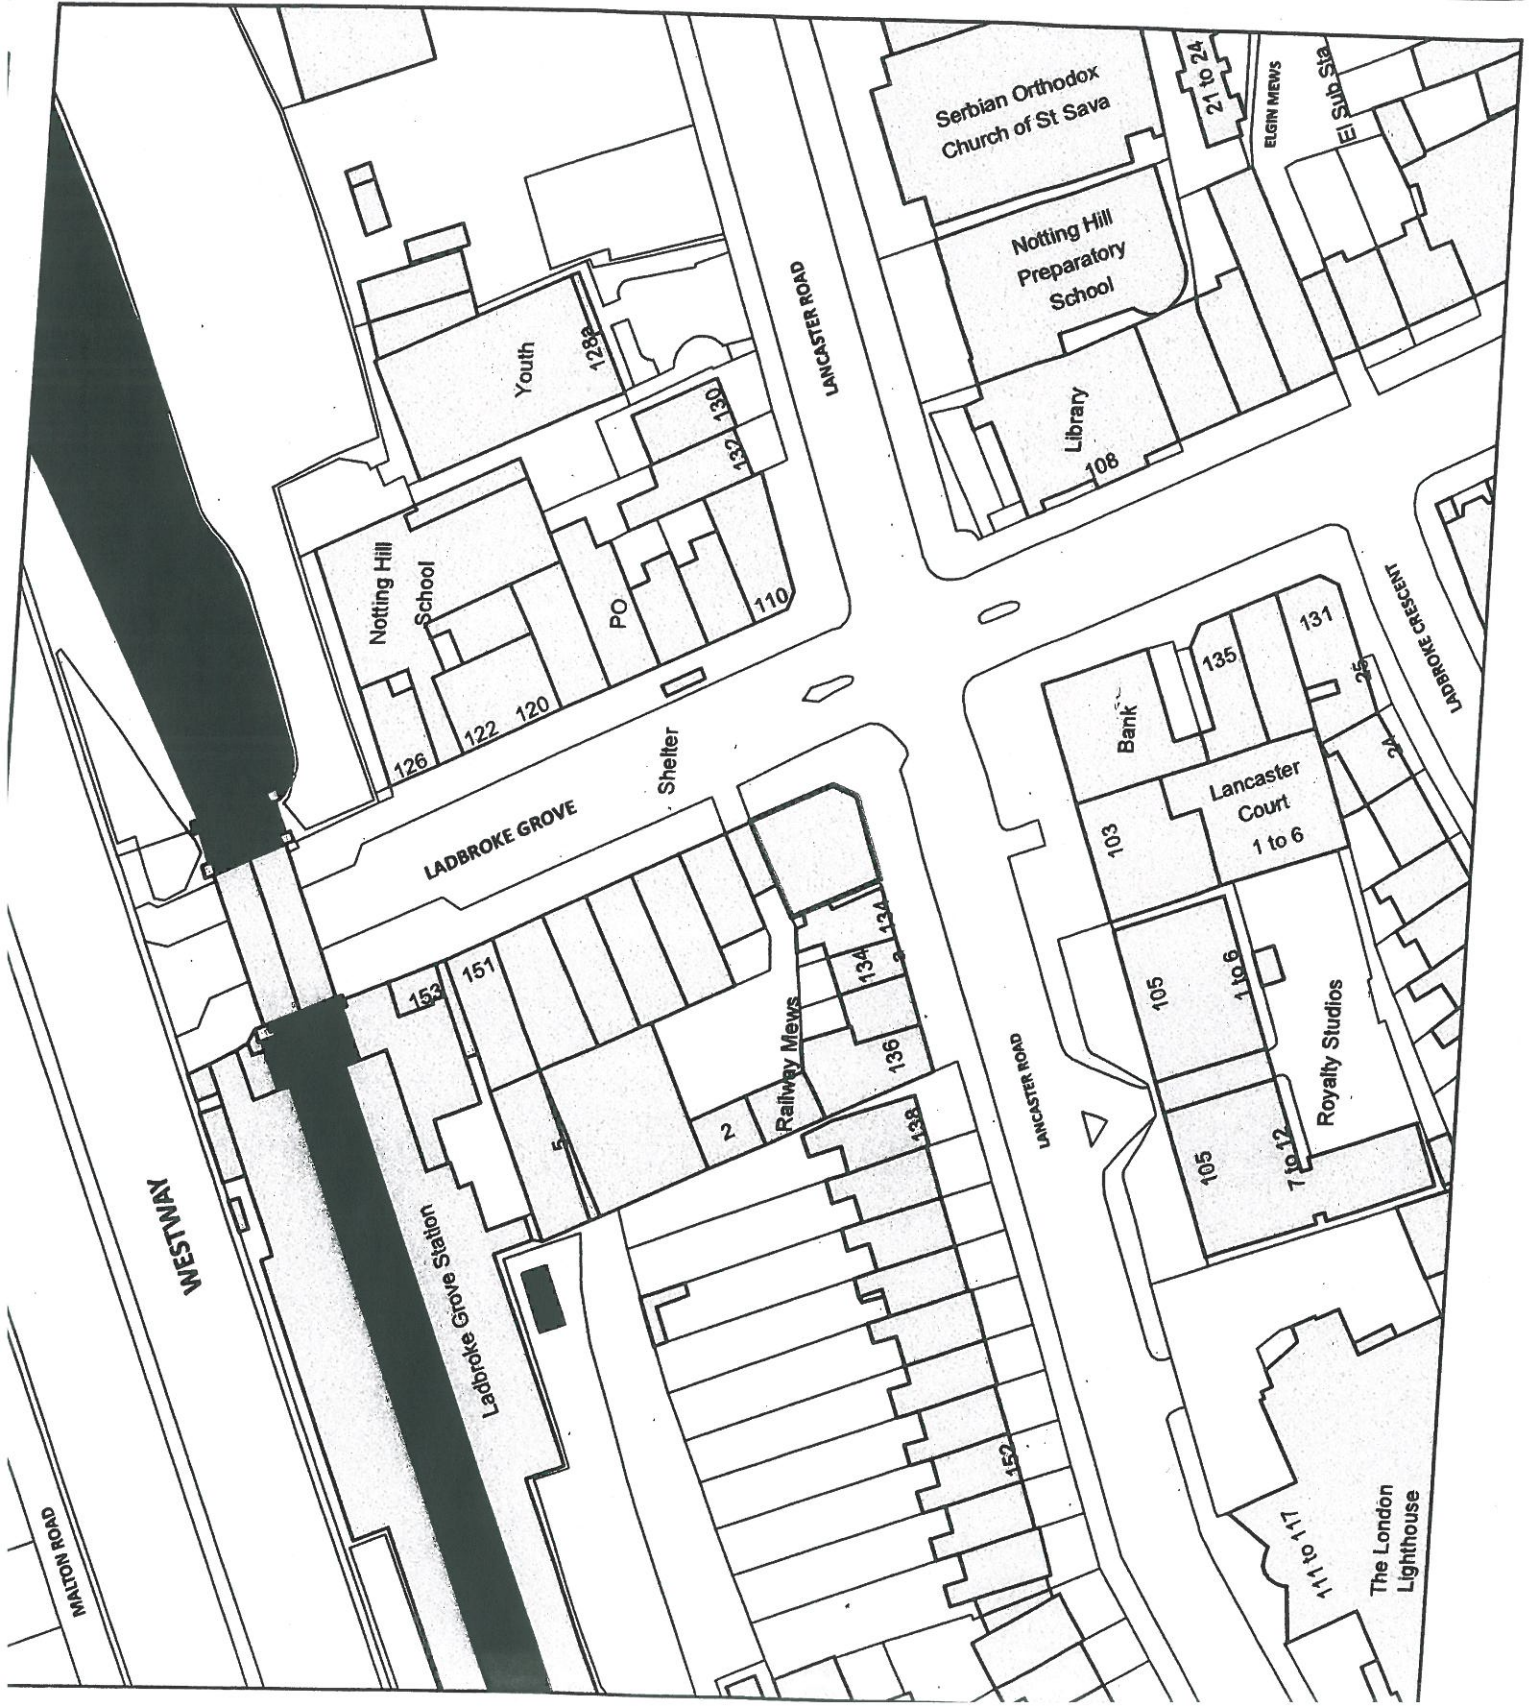 Serbian Orthodox
Church of St Sava
21 to 24
ELGIN MEWS
El Sub Sta
Notting Hill
Preparatory
School
LANCASTER ROAD
Youth
128a
130
132
Library
108
Notting Hill
School
PO
110
LADBROKE CRESCENT
126
122
120
Shelter
LADBROKE GROVE
Bank
135
131
25
24
Lancaster
Court
1 to 6
103
153
151
134
134
136
138
Railway Mews
2
5
LANCASTER ROAD
105
1 to 6
105
7 to 12
Royalty Studios
WESTWAY
Ladbroke Grove Station
152
MALTON ROAD
111 to 117
The London
Lighthouse